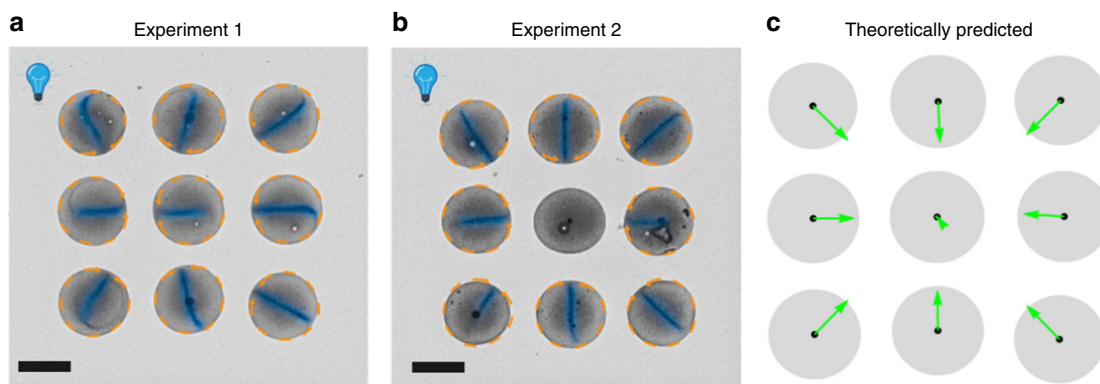 a
Experiment 1
b
Experiment 2
c
Theoretically predicted